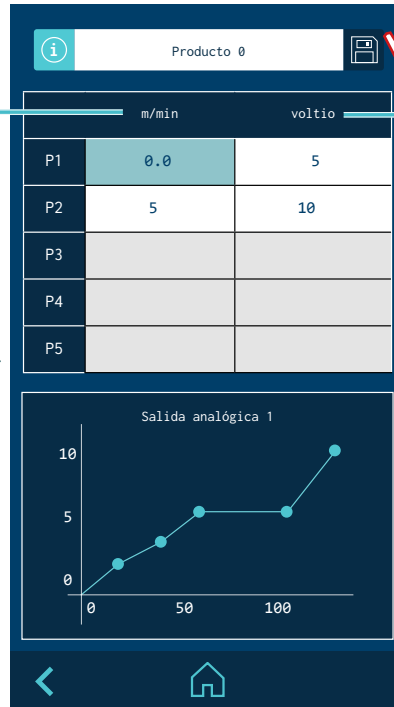 i Producto 0
m/min voltio
P1 0.0 5
P2 5 10
P3
P4
P5
Salida analógica 1
10
5
0
0 50 100